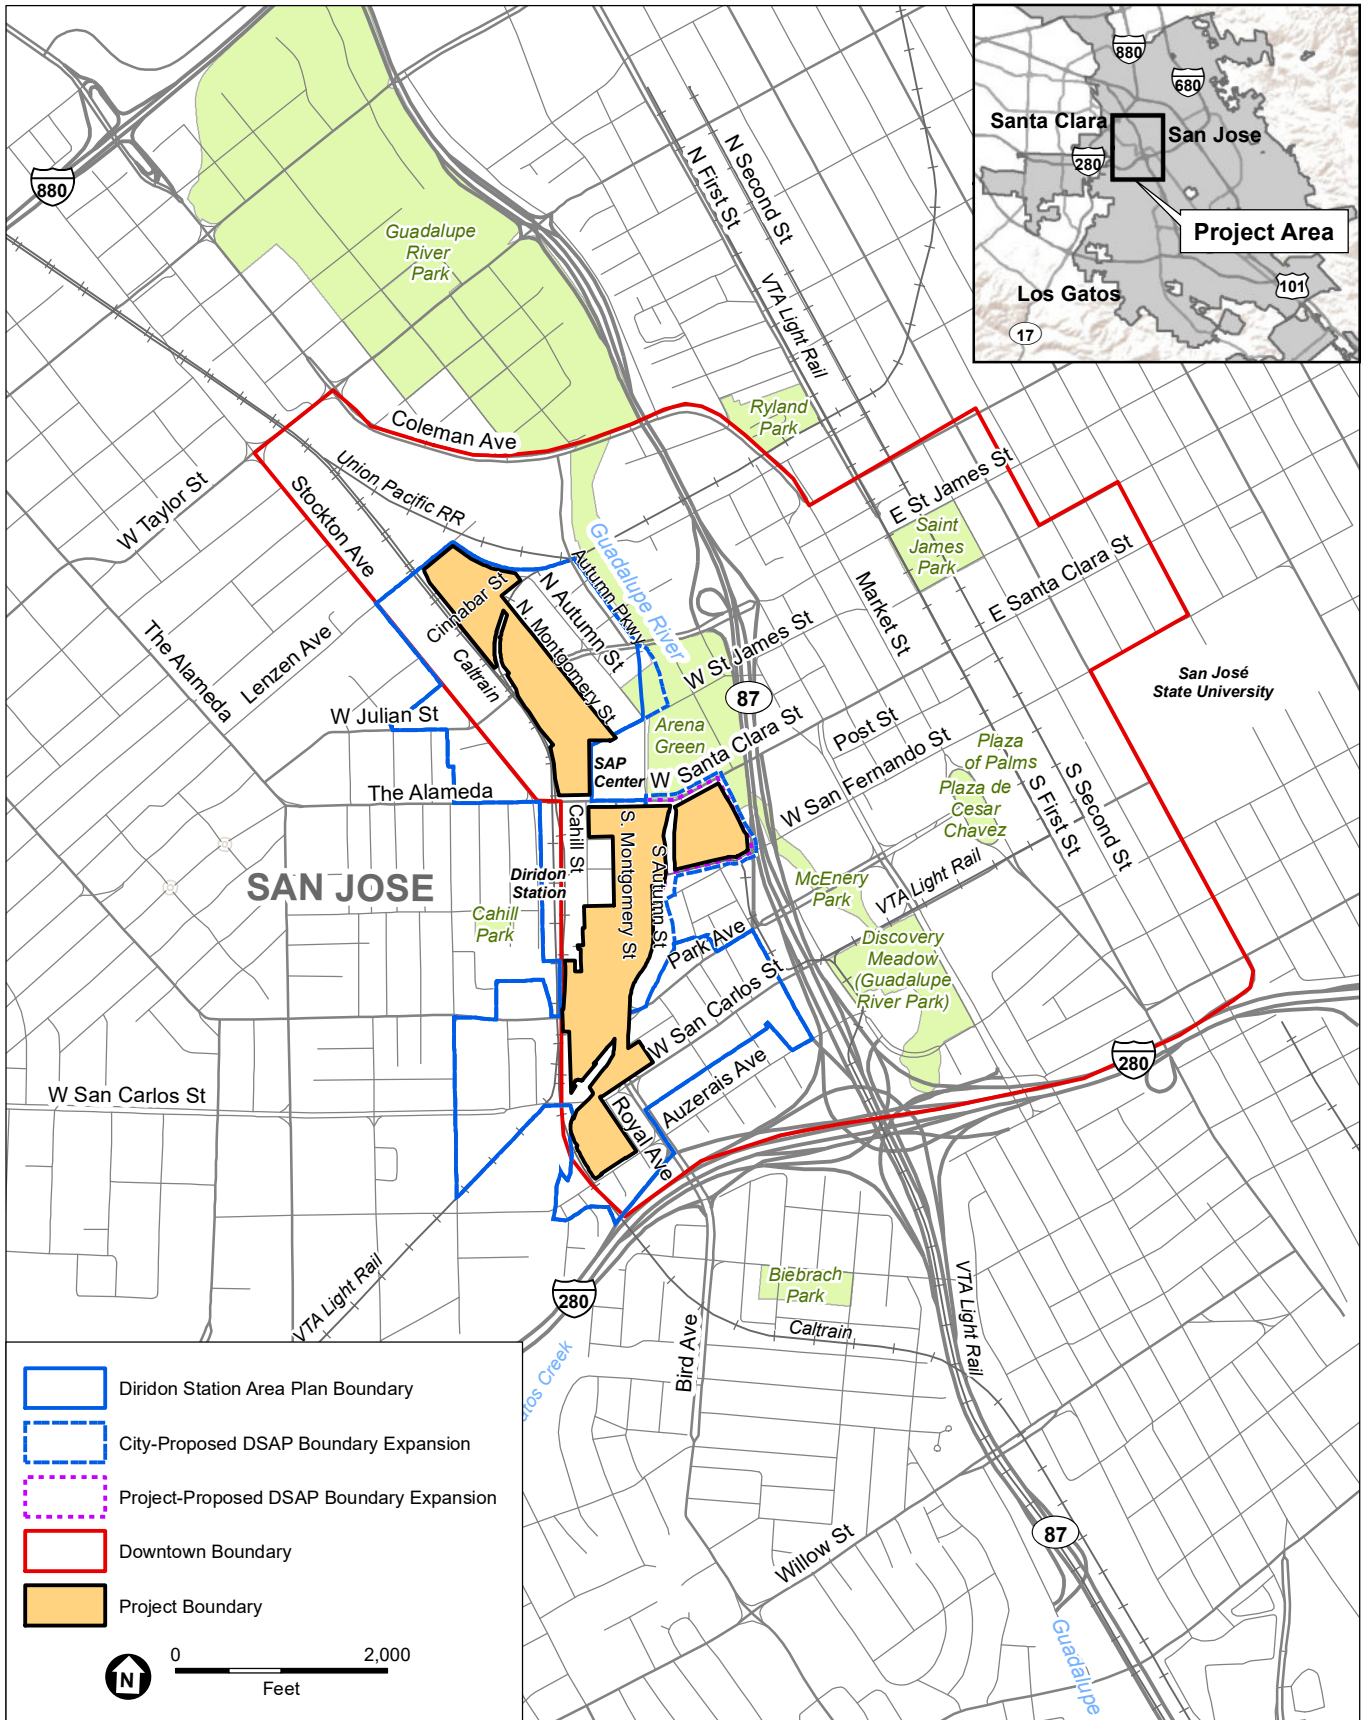 880
680
Santa Clara
San Jose
280
Project Area
101
Los Gatos
17
880
Guadalupe
River
Park
N First St
N Second St
VTA Light Rail
Ryland
Park
Coleman Ave
Union Pacific RR
W Taylor St
Stockton Ave
E St James St
Saint
James
Park
E Santa Clara St
Guadalupe River
Autumn Pkwy
N Autumn St
N. Montgomery St
Cinnabar St
Caltrain
Market St
W St James St
The Alameda
Lenzen Ave
W Julian St
87
San José
State University
Arena
Green
SAP
Center
W Santa Clara St
Post St
W San Fernando St
Plaza
of Palms
Plaza de
Cesar
Chavez
S First St
S Second St
The Alameda
Cahill St
S. Montgomery St
S Autumn St
Diridon
Station
SAN JOSE
Cahill
Park
McEnery
Park
VTA Light Rail
Discovery
Meadow
(Guadalupe
River Park)
Park Ave
W San Carlos St
W San Carlos St
Auzerais Ave
Royal Ave
280
VTA Light Rail
280
Biebrach
Park
Caltrain
VTA Light Rail
Bird Ave
Creek
Willow St
87
Guadalupe
Diridon Station Area Plan Boundary
City-Proposed DSAP Boundary Expansion
Project-Proposed DSAP Boundary Expansion
Downtown Boundary
Project Boundary
N
0 2,000
Feet